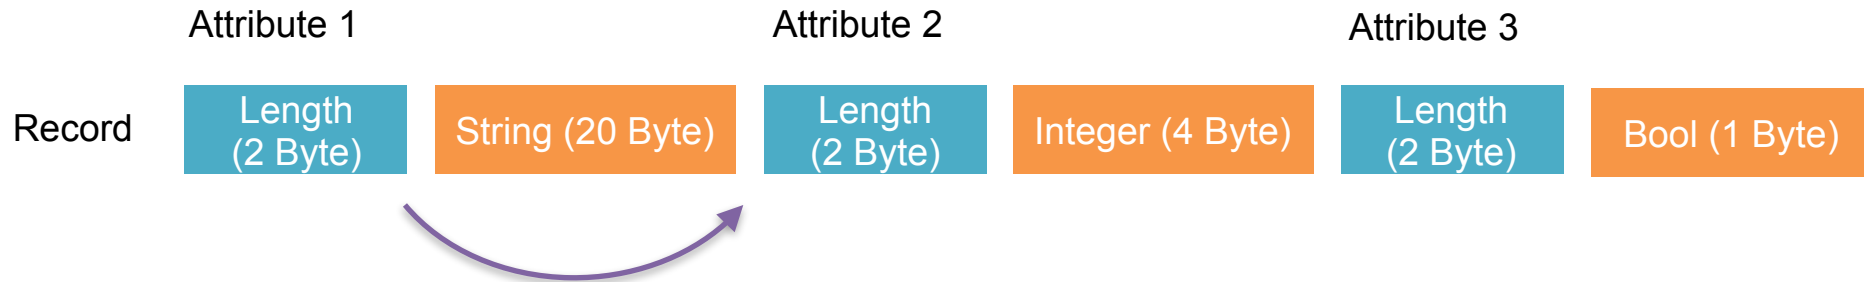 Attribute 1
Attribute 2
Attribute 3
Record
Length
(2 Byte)
String (20 Byte)
Length
(2 Byte)
Integer (4 Byte)
Length
(2 Byte)
Bool (1 Byte)